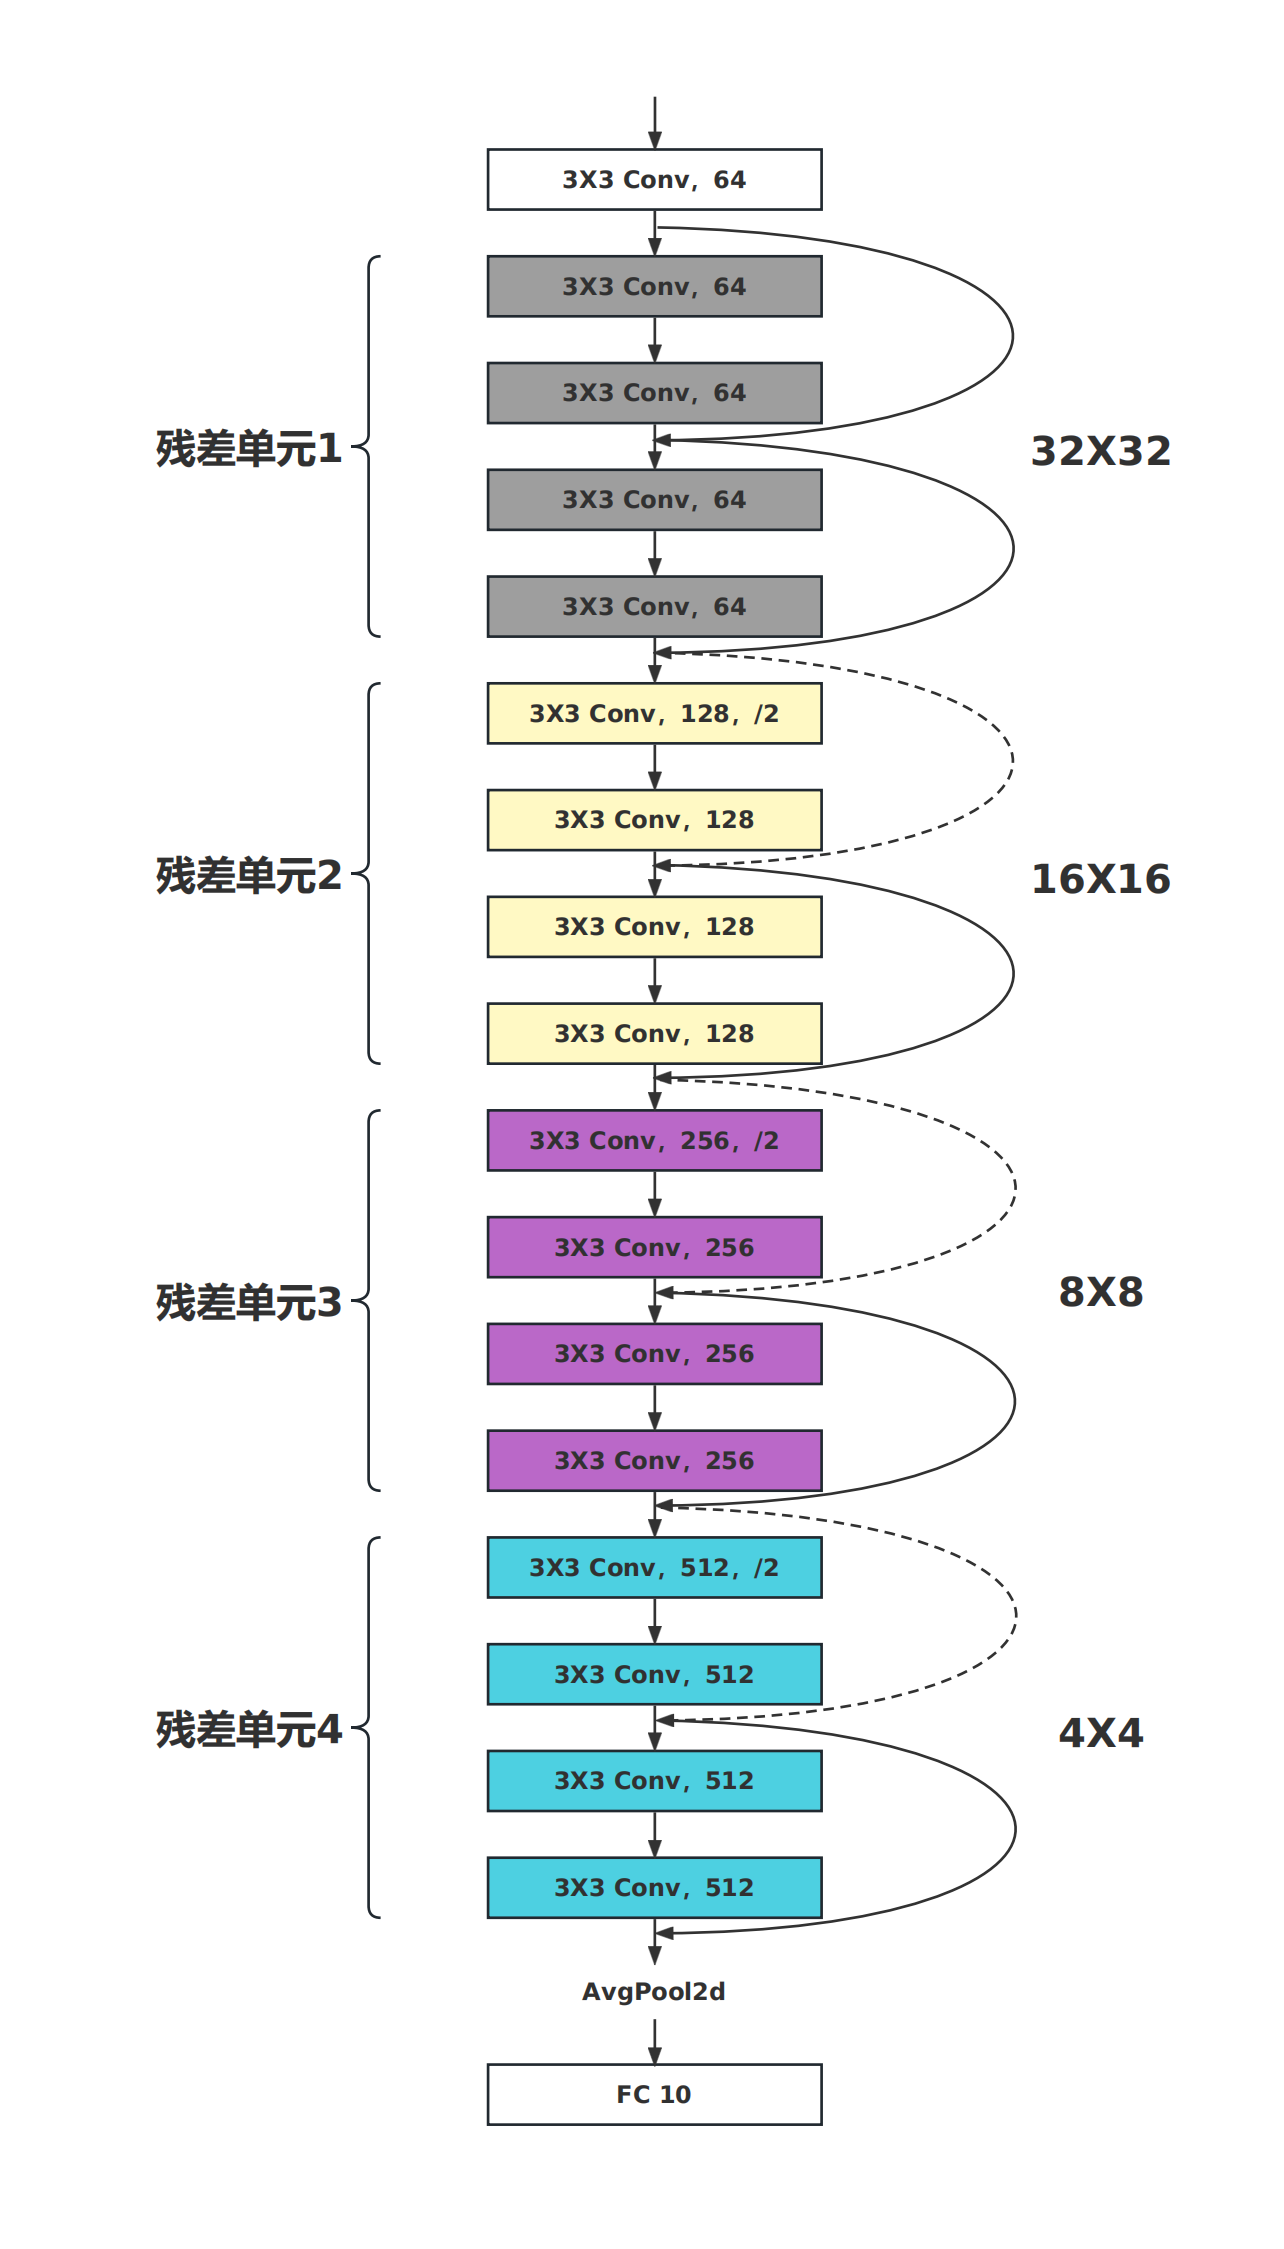 3X3 Conv，64
3X3 Conv，64
3X3 Conv，64
残差单元1
32X32
3X3 Conv，64
3X3 Conv，64
3X3 Conv，128，/2
3X3 Conv，128
残差单元2
16X16
3X3 Conv，128
3X3 Conv，128
3X3 Conv，256，/2
3X3 Conv，256
残差单元3
8X8
3X3 Conv，256
3X3 Conv，256
3X3 Conv，512，/2
3X3 Conv，512
残差单元4
4X4
3X3 Conv，512
3X3 Conv，512
AvgPool2d
FC 10